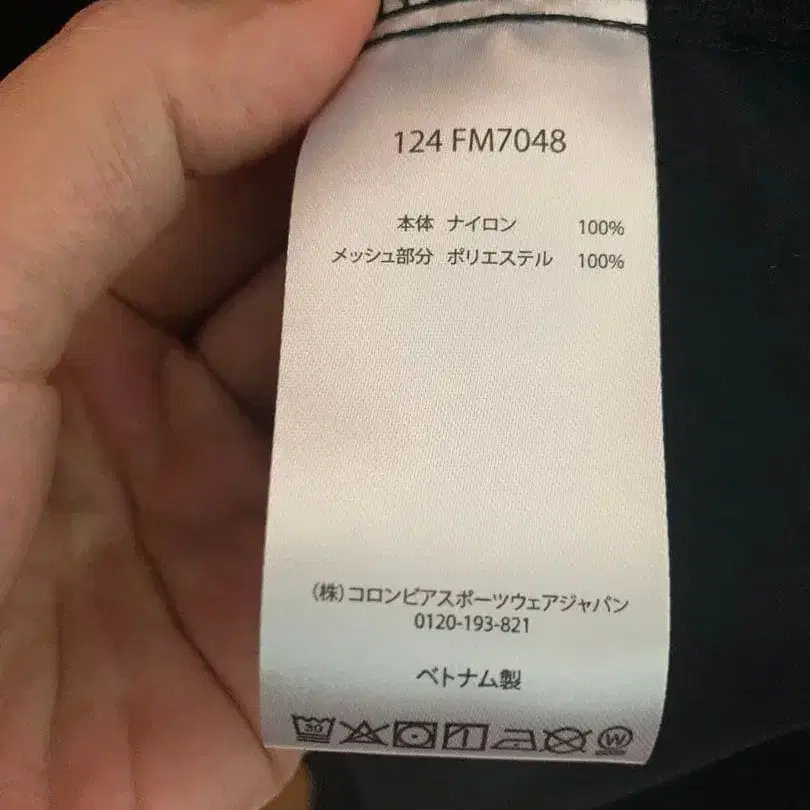 124 FM7048
本体 ナイロン 100%
メッシュ部分 ポリエステル 100%
(株)コロンビアスポーツウェアジャパン
0120-193-821
ベトナム製
30 W